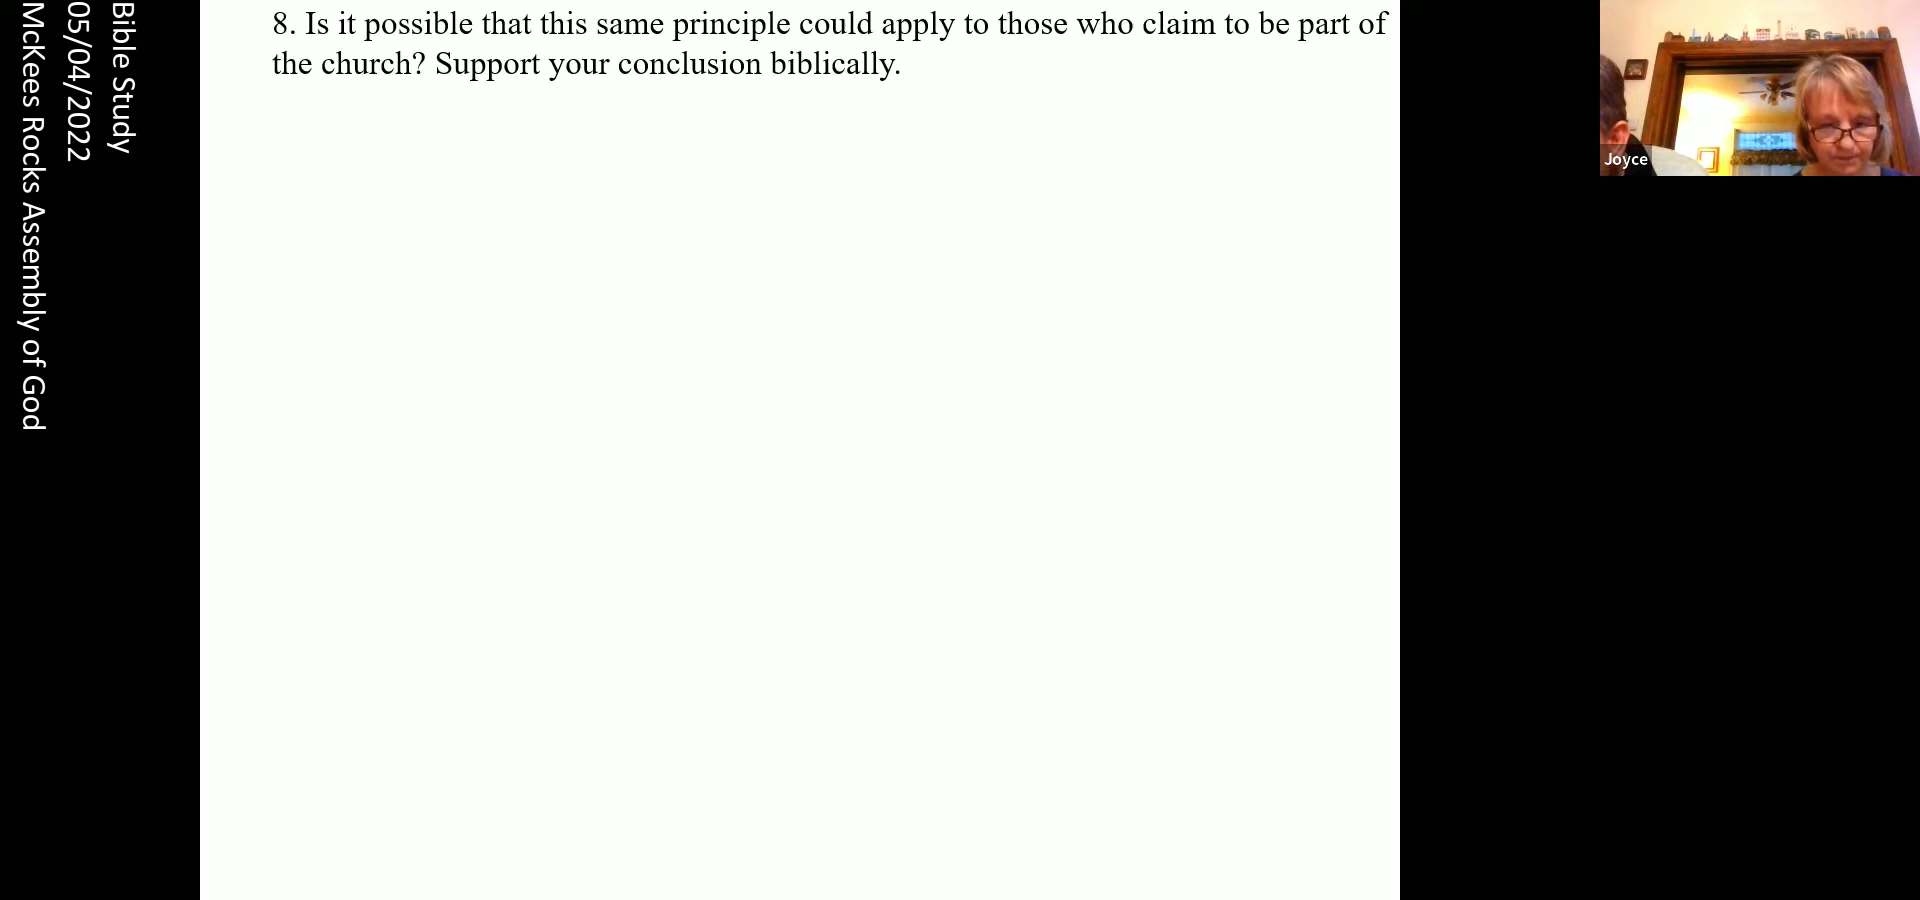 Bible Study
05/04/2022
McKees Rocks Assembly of God
8. Is it possible that this same principle could apply to those who claim to be part of
the church? Support your conclusion biblically.
Joyce